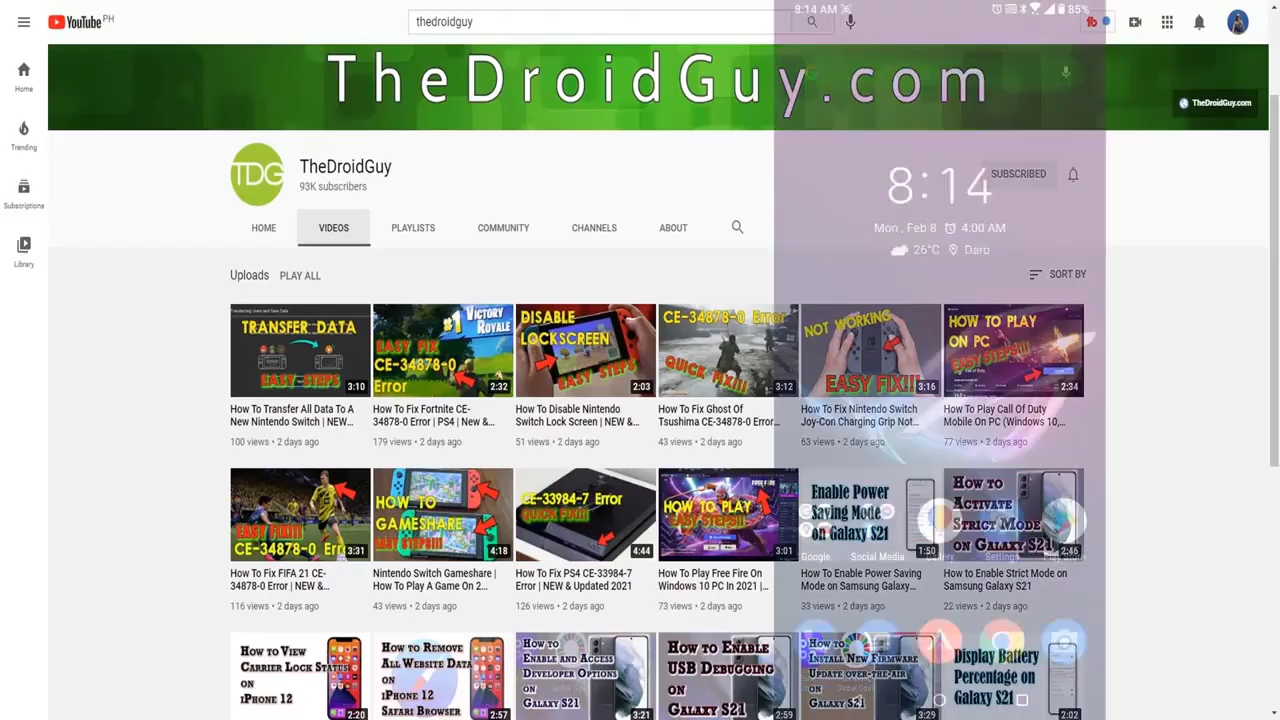 YouTube PH
thedroidguy
8:14 AM
85%
Home
Trending
Subscriptions
Library
TheDroidGuy.com
TheDroidGuy.com
TDG
TheDroidGuy
93K subscribers
8:14
SUBSCRIBED
Mon, Feb 8 4:00 AM
26°C Daro
HOME VIDEOS PLAYLISTS COMMUNITY CHANNELS ABOUT
Uploads PLAY ALL
SORT BY
TRANSFER DATA
EASY STEPS
3:10
#1 VICTORY ROYALE
EASY FIX
CE-34878-0
Error
2:32
DISABLE
LOCKSCREEN
EASY STEPS
2:03
CE-34878-0 Error
QUICK FIX!!!
3:12
NOT WORKING
EASY FIX!!!
3:16
HOW TO PLAY
ON PC
EASY STEPS!!!
2:34
How To Transfer All Data To A
New Nintendo Switch | NEW...
100 views • 2 days ago
How To Fix Fortnite CE-
34878-0 Error | PS4 | New &...
179 views • 2 days ago
How To Disable Nintendo
Switch Lock Screen | NEW &...
51 views • 2 days ago
How To Fix Ghost Of
Tsushima CE-34878-0 Error...
43 views • 2 days ago
How To Fix Nintendo Switch
Joy-Con Charging Grip Not...
63 views • 2 days ago
How To Play Call Of Duty
Mobile On PC (Windows 10,...
77 views • 2 days ago
EASY FIX!!!
CE-34878-0 Err
3:31
HOW TO
GAMESHARE
EASY STEPS!!!
4:18
CE-33984-7 Error
QUICK FIX!!!
4:44
FREE FIRE
HOW TO PLAY
EASY STEPS!!!
3:01
Enable Power
Saving Mode
on Galaxy S21
1:50
How to
Activate
Strict Mode
on Galaxy S21
2:46
Google Social Media Settings
How To Fix FIFA 21 CE-
34878-0 Error | NEW &...
116 views • 2 days ago
Nintendo Switch Gameshare |
How To Play A Game On 2...
43 views • 2 days ago
How To Fix PS4 CE-33984-7
Error | NEW & Updated 2021
126 views • 2 days ago
How To Play Free Fire On
Windows 10 PC In 2021 |...
73 views • 2 days ago
How To Enable Power Saving
Mode on Samsung Galaxy...
33 views • 2 days ago
How to Enable Strict Mode on
Samsung Galaxy S21
22 views • 2 days ago
How to View
Carrier Lock Status
on
iPhone 12
2:20
How to Remove
All Website Data
on
iPhone 12
Safari Browser
2:57
How to
Enable and Access
Developer Options
on
Galaxy S21
3:21
How to Enable
USB Debugging
on
Galaxy S21
2:59
How to
Install New Firmware
Update over-the-air
on
Galaxy S21
3:29
Display Battery
Percentage on
Galaxy S21
2:02